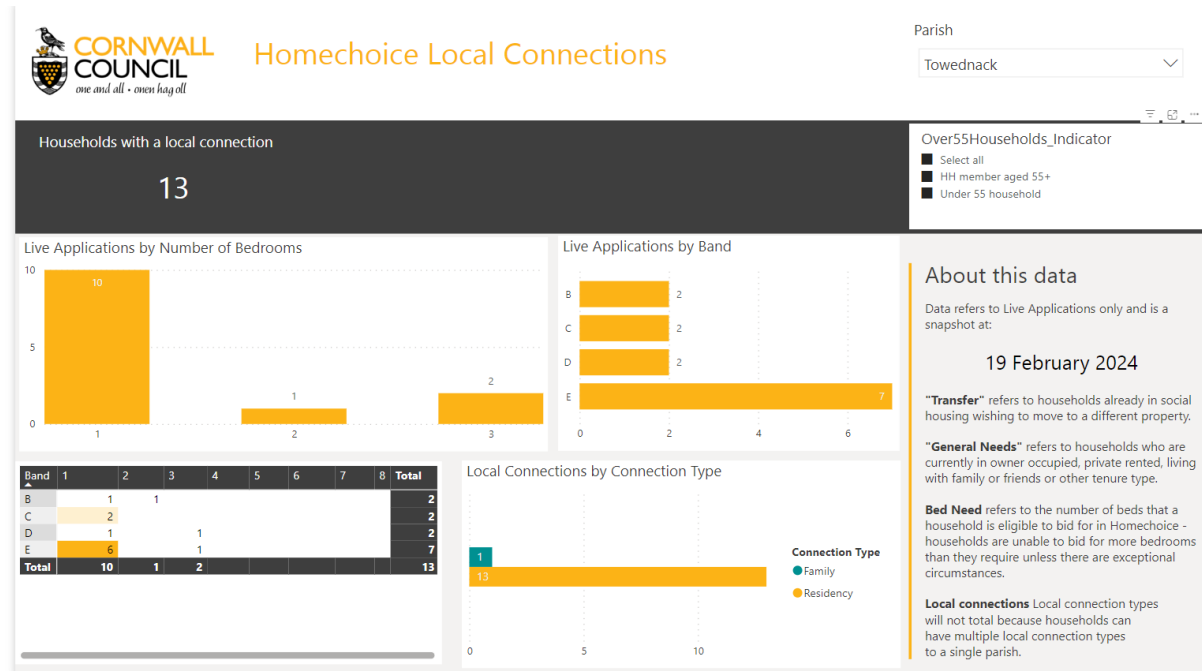 CORNWALL
COUNCIL
one and all • onen hag oll
Homechoice Local Connections
Parish
Towednack
Households with a local connection
13
Over55Households_Indicator
Select all
HH member aged 55+
Under 55 household
Live Applications by Number of Bedrooms
10
5
0
10
1
2
1
2
3
Live Applications by Band
B 2
C 2
D 2
E 7
0 2 4 6
About this data
Data refers to Live Applications only and is a
snapshot at:
19 February 2024
"Transfer" refers to households already in social
housing wishing to move to a different property.
"General Needs" refers to households who are
currently in owner occupied, private rented, living
with family or friends or other tenure type.
Bed Need refers to the number of beds that a
household is eligible to bid for in Homechoice -
households are unable to bid for more bedrooms
than they require unless there are exceptional
circumstances.
Local connections Local connection types
will not total because households can
have multiple local connection types
to a single parish.
Band 1 2 3 4 5 6 7 8 Total
B 1 1 2
C 2 2
D 1 1 2
E 6 1 7
Total 10 1 2 13
Local Connections by Connection Type
1
13
0 5 10
Connection Type
Family
Residency